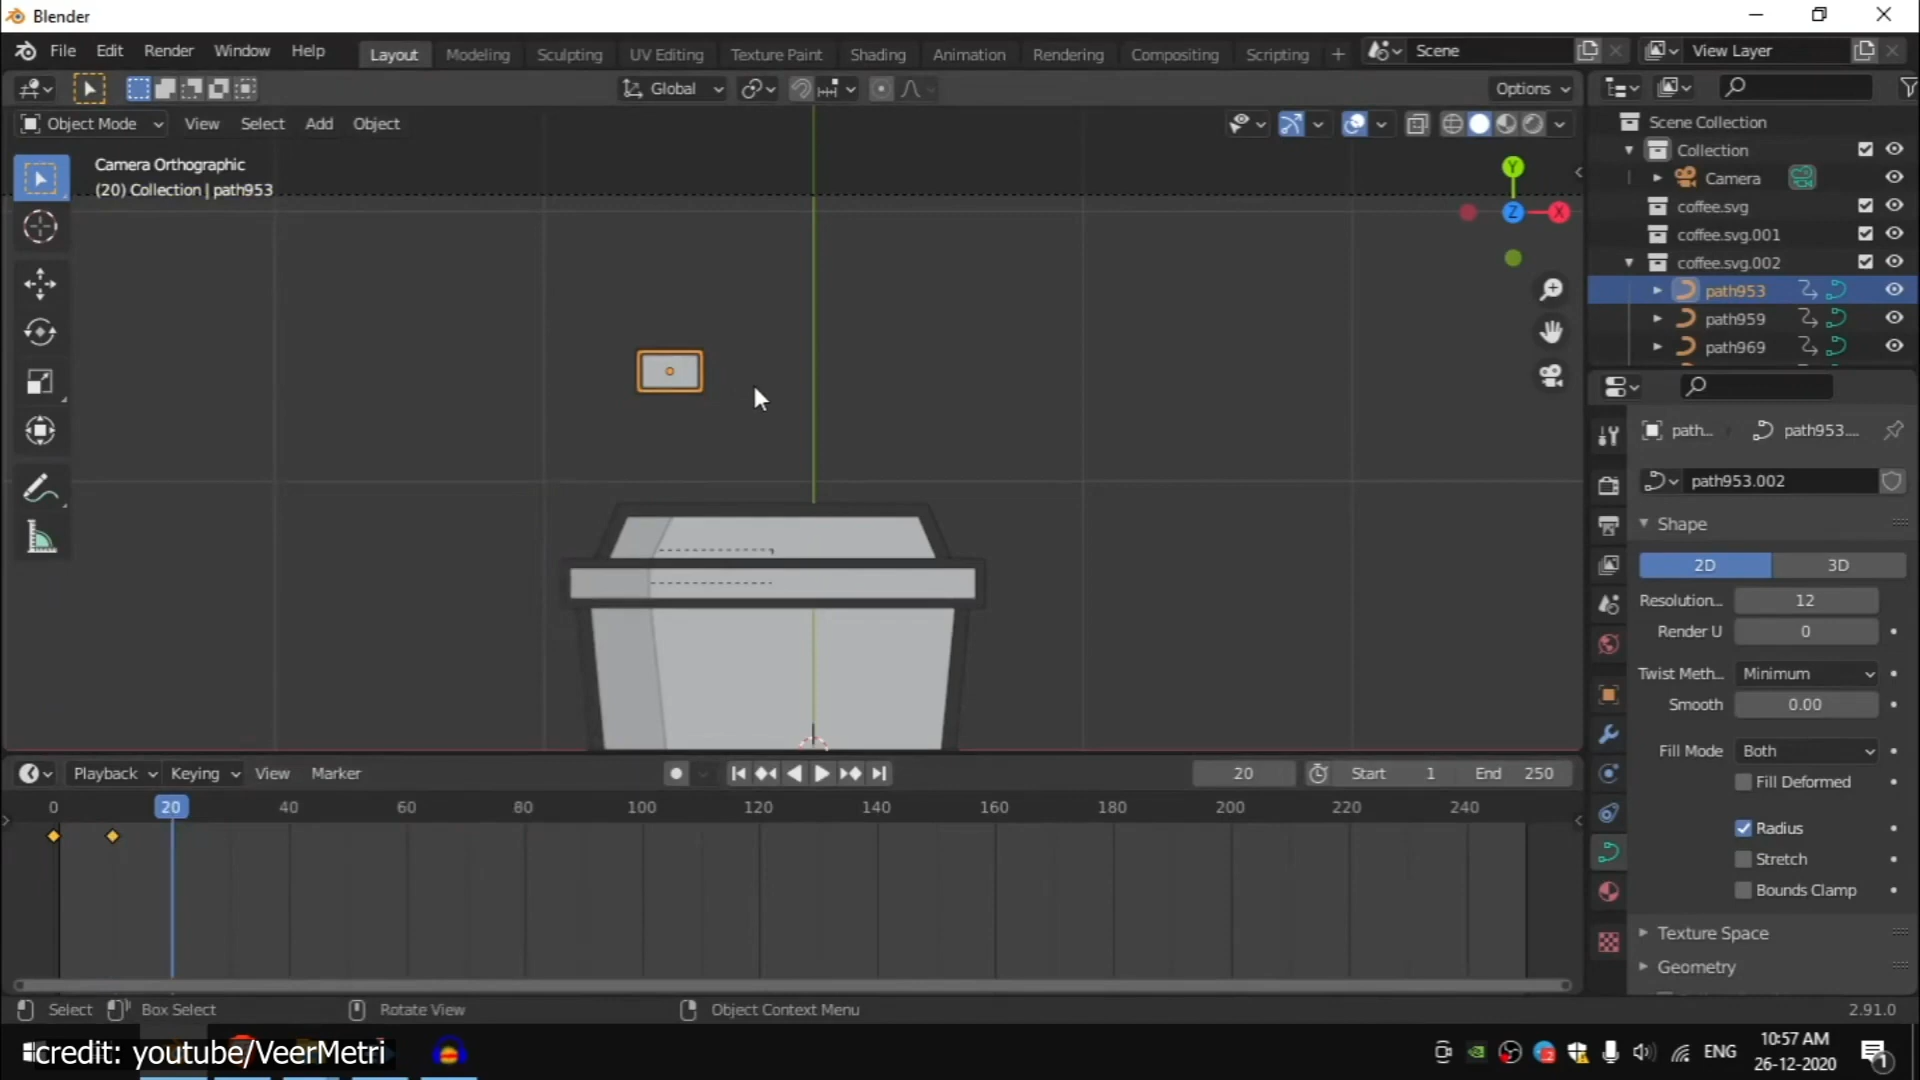 Blender
File Edit Render Window Help Layout Modeling Sculpting UV Editing Texture Paint Shading Animation Rendering Compositing Scripting + Scene View Layer
Global Options
Object Mode View Select Add Object
Camera Orthographic
(20) Collection | path953
Y
Z X
Scene Collection
Collection
Camera
coffee.svg
coffee.svg.001
coffee.svg.002
path953
path959
path969
path... path953....
path953.002
Shape
2D 3D
Resolution... 12
Render U 0
Twist Meth... Minimum
Smooth 0.00
Fill Mode Both
Fill Deformed
Radius
Stretch
Bounds Clamp
Texture Space
Geometry
Playback Keying View Marker 20 Start 1 End 250
0 20 40 60 80 100 120 140 160 180 200 220 240
Select Box Select Rotate View Object Context Menu 2.91.0
credit: youtube/VeerMetri
ENG 10:57 AM
26-12-2020
1